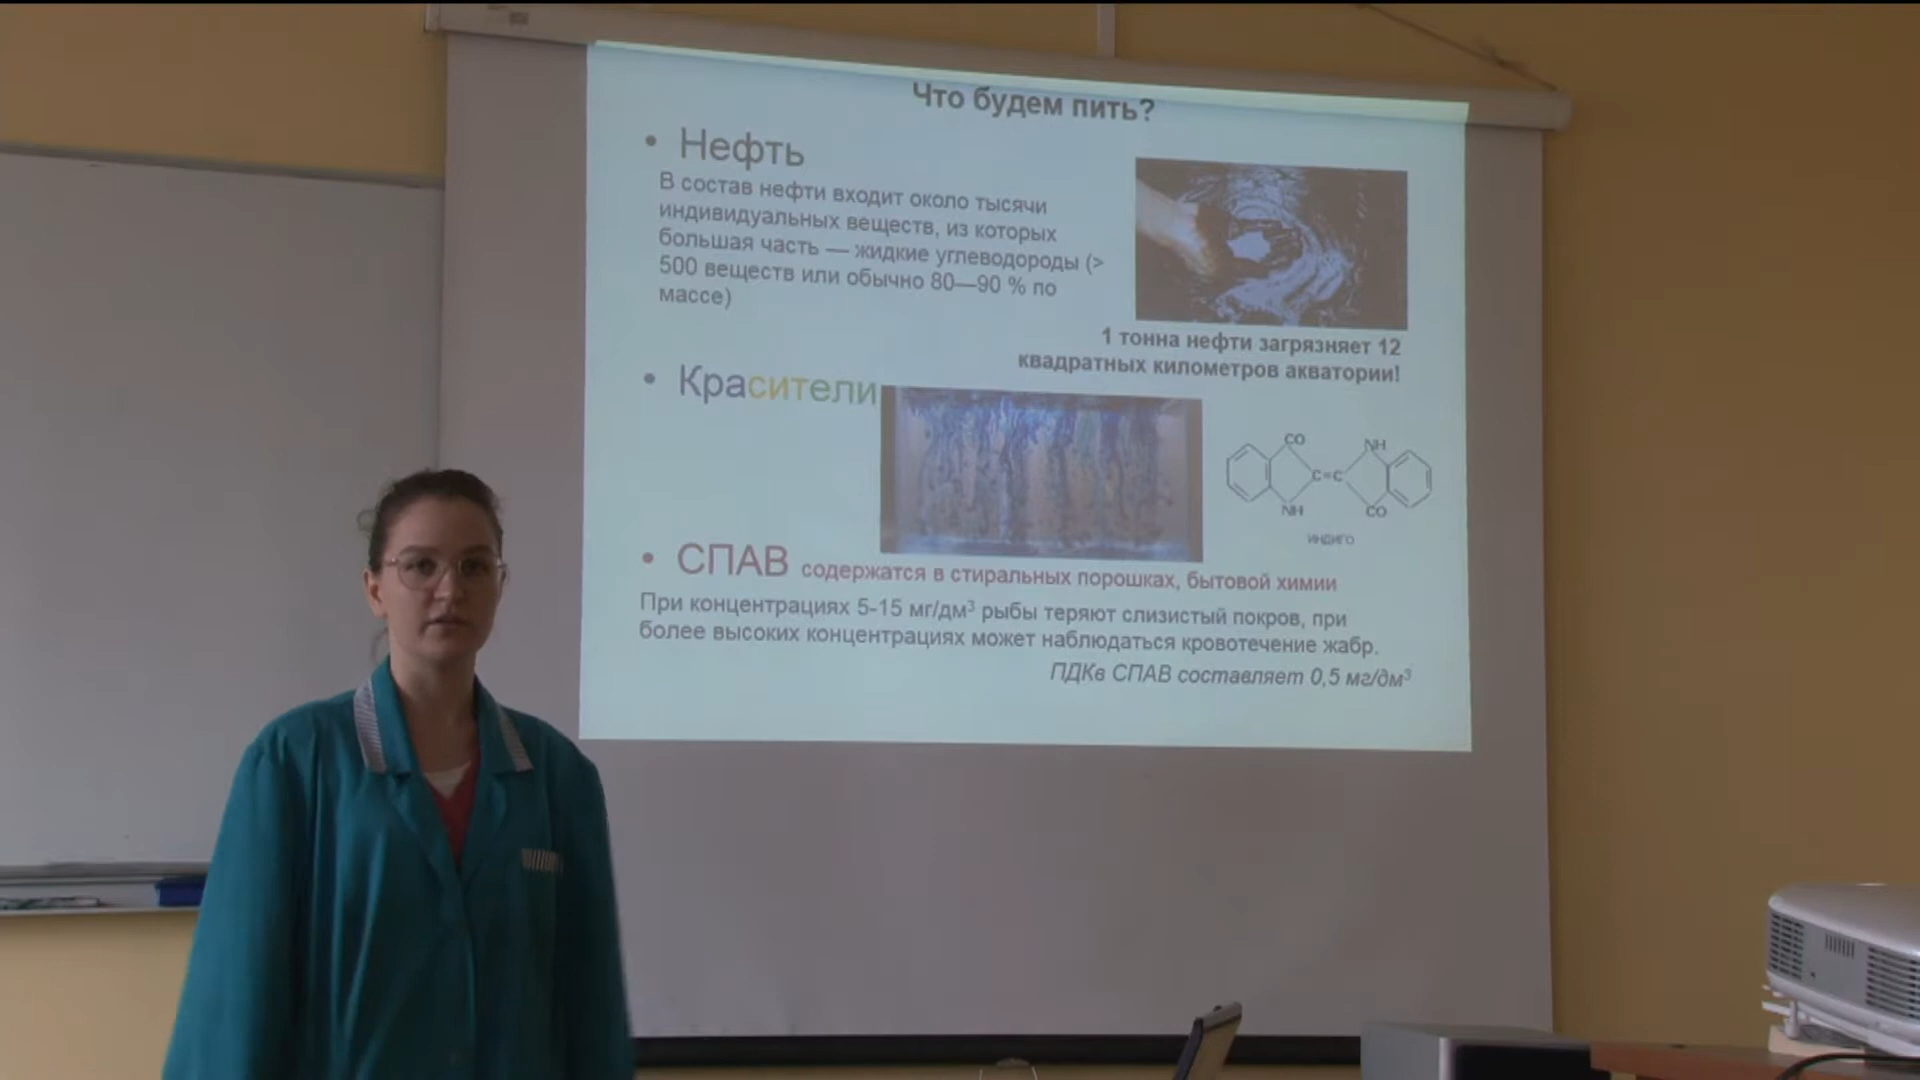 Что будем пить?
• Нефть
В состав нефти входит около тысячи
индивидуальных веществ, из которых
большая часть — жидкие углеводороды (>
500 веществ или обычно 80—90 % по
массе)
1 тонна нефти загрязняет 12
квадратных километров акватории!
• Красители
CO
NH
C=C
NH
CO
ИНДИГО
• СПАВ содержатся в стиральных порошках, бытовой химии
При концентрациях 5-15 мг/дм³ рыбы теряют слизистый покров, при
более высоких концентрациях может наблюдаться кровотечение жабр.
ПДКв СПАВ составляет 0,5 мг/дм³